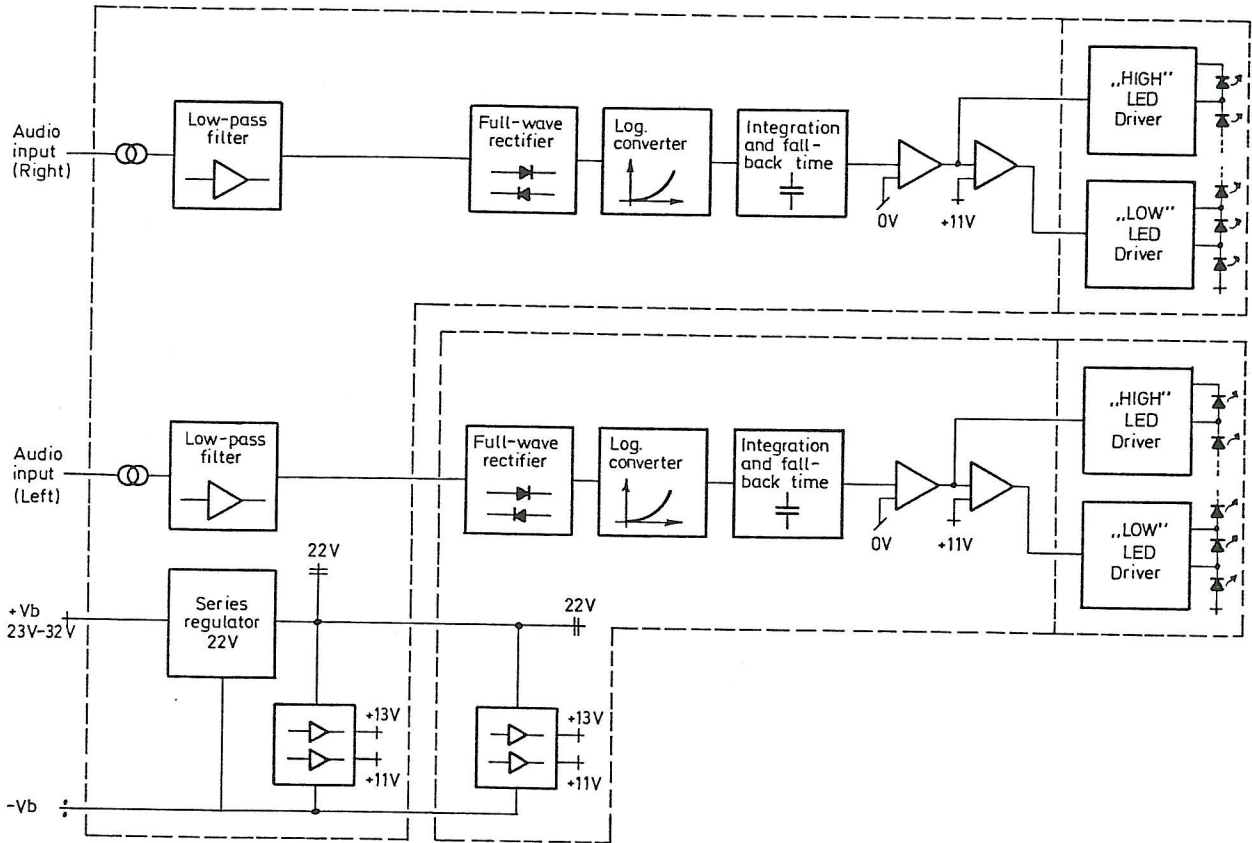 Audio
input
(Right)
Low-pass
filter
Full-wave
rectifier
Log.
converter
Integration
and fall-
back time
0V
+11V
„HIGH"
LED
Driver
„LOW"
LED
Driver
Audio
input
(Left)
Low-pass
filter
Full-wave
rectifier
Log.
converter
Integration
and fall-
back time
0V
+11V
„HIGH"
LED
Driver
„LOW"
LED
Driver
+Vb
23V-32V
Series
regulator
22V
22V
22V
+13V
+11V
+13V
+11V
-Vb